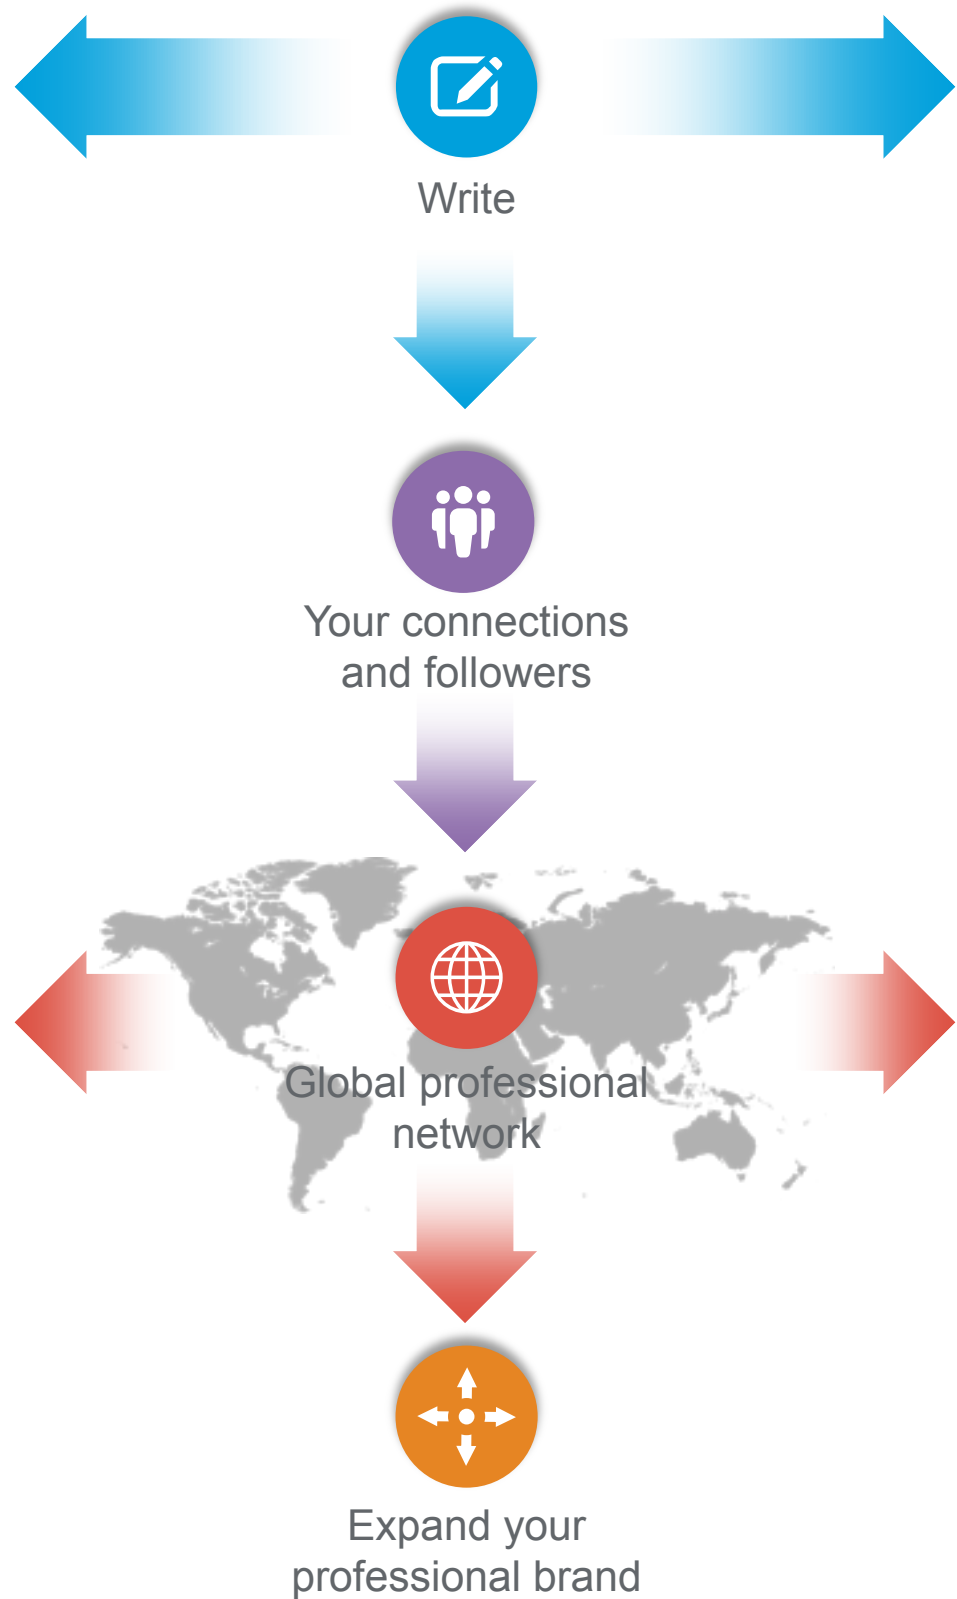 Write
Your connections
and followers
Global professional
network
Expand your
professional brand